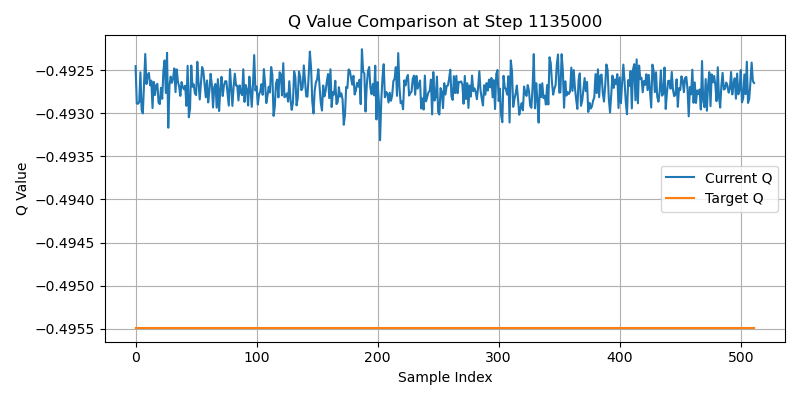 Q Value Comparison at Step 1135000
Q Value
−0.4925
−0.4930
−0.4935
−0.4940
−0.4945
−0.4950
−0.4955
Current Q
Target Q
0 100 200 300 400 500
Sample Index